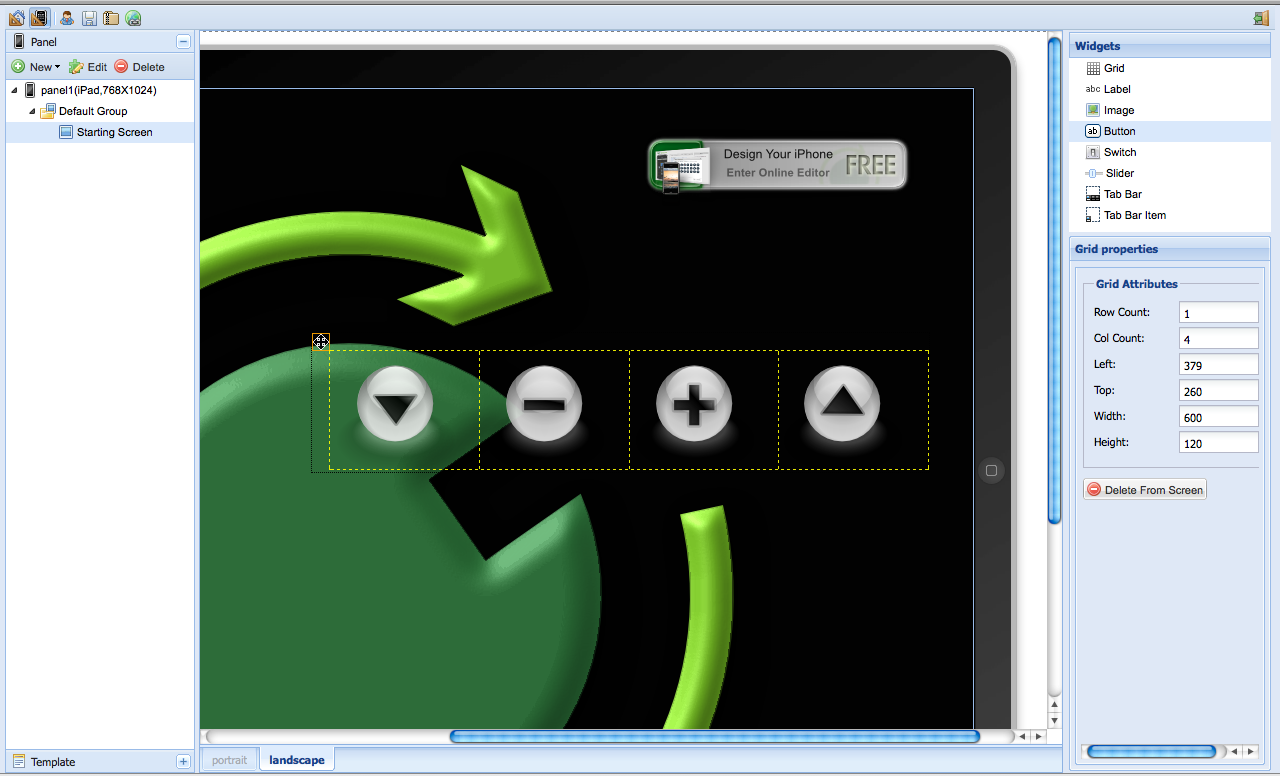 Panel
New Edit Delete
panel1(iPad,768X1024)
Default Group
Starting Screen
Template
Design Your iPhone
Enter Online Editor
FREE
portrait landscape
Widgets
Grid
abc Label
Image
ab Button
Switch
Slider
Tab Bar
Tab Bar Item
Grid properties
Grid Attributes
Row Count: 1
Col Count: 4
Left: 379
Top: 260
Width: 600
Height: 120
Delete From Screen